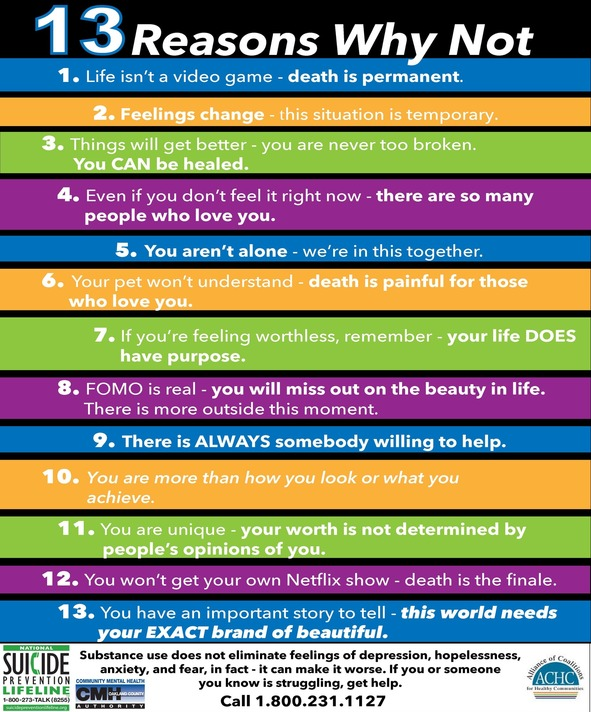 13 Reasons Why Not
1. Life isn't a video game - death is permanent.
2. Feelings change - this situation is temporary.
3. Things will get better - you are never too broken.
You CAN be healed.
4. Even if you don't feel it right now - there are so many
people who love you.
5. You aren't alone - we're in this together.
6. Your pet won't understand - death is painful for those
who love you.
7. If you're feeling worthless, remember - your life DOES
have purpose.
8. FOMO is real - you will miss out on the beauty in life.
There is more outside this moment.
9. There is ALWAYS somebody willing to help.
10. You are more than how you look or what you
achieve.
11. You are unique - your worth is not determined by
people's opinions of you.
12. You won't get your own Netflix show - death is the finale.
13. You have an important story to tell - this world needs
your EXACT brand of beautiful.
NATIONAL
SUICIDE
PREVENTION
LIFELINE
1-800-273-TALK (8255)
suicidepreventionlifeline.org
COMMUNITY MENTAL HEALTH
CMH OAKLAND COUNTY
AUTHORITY
Substance use does not eliminate feelings of depression, hopelessness,
anxiety, and fear, in fact - it can make it worse. If you or someone
you know is struggling, get help.
Call 1.800.231.1127
Alliance of Coalitions
ACHC
for Healthy Communities